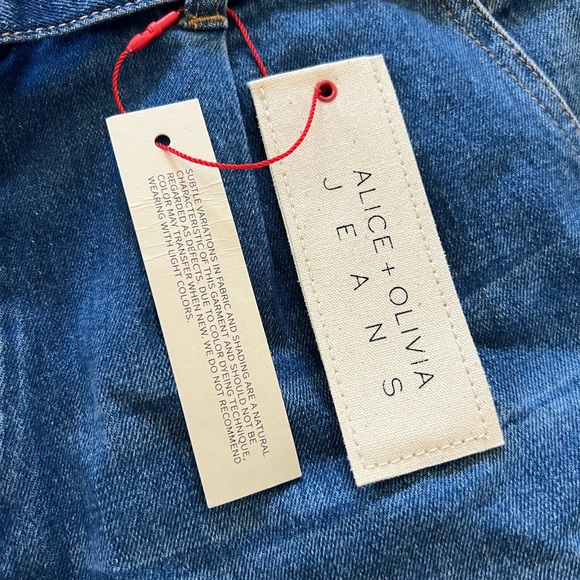 SUBTLE VARIATIONS IN FABRIC AND SHADING ARE A NATURAL
CHARACTERISTIC OF THIS GARMENT AND SHOULD NOT BE
REGARDED AS DEFECTS. DUE TO COLOR DYEING TECHNIQUE,
COLOR MAY TRANSFER WHEN NEW. WE DO NOT RECOMMEND
WEARING WITH LIGHT COLORS.
ALICE + OLIVIA
JEANS